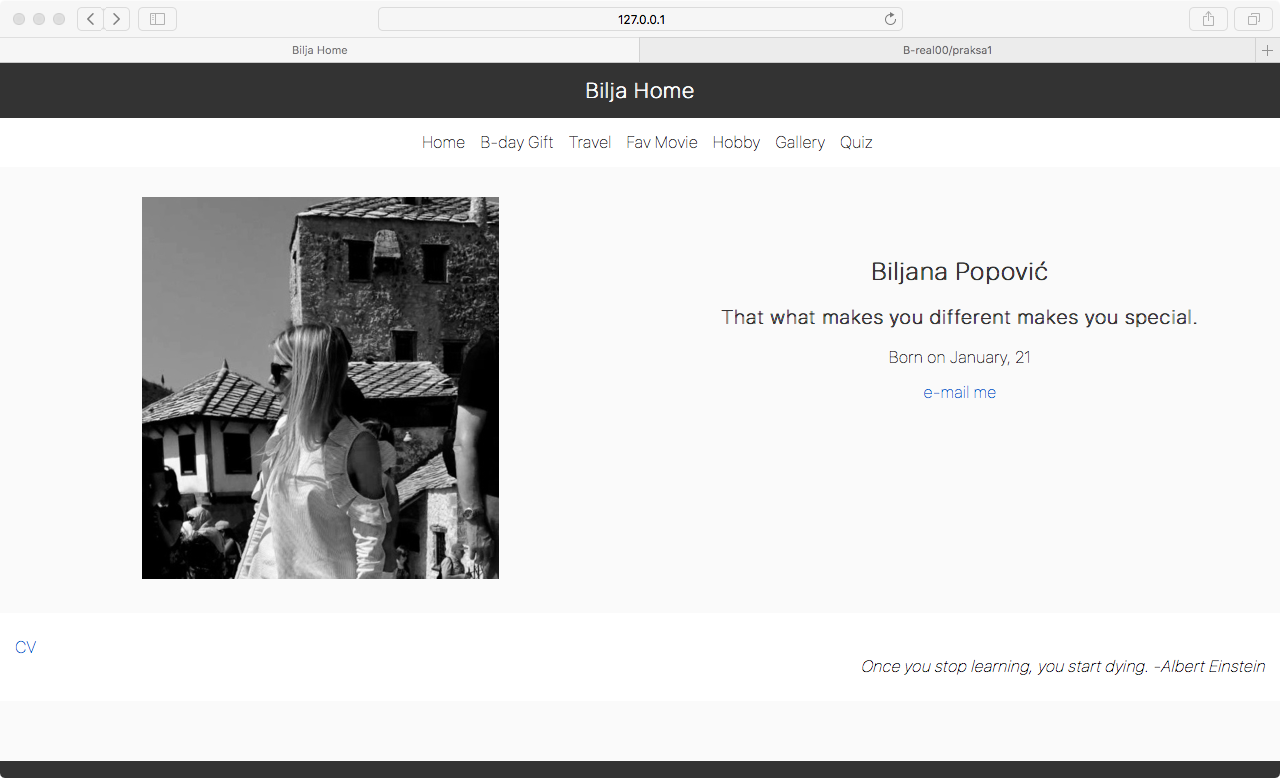 127.0.0.1
Bilja Home
B-real00/praksa1
Bilja Home
Home B-day Gift Travel Fav Movie Hobby Gallery Quiz
Biljana Popović
That what makes you different makes you special.
Born on January, 21
e-mail me
CV
Once you stop learning, you start dying. -Albert Einstein